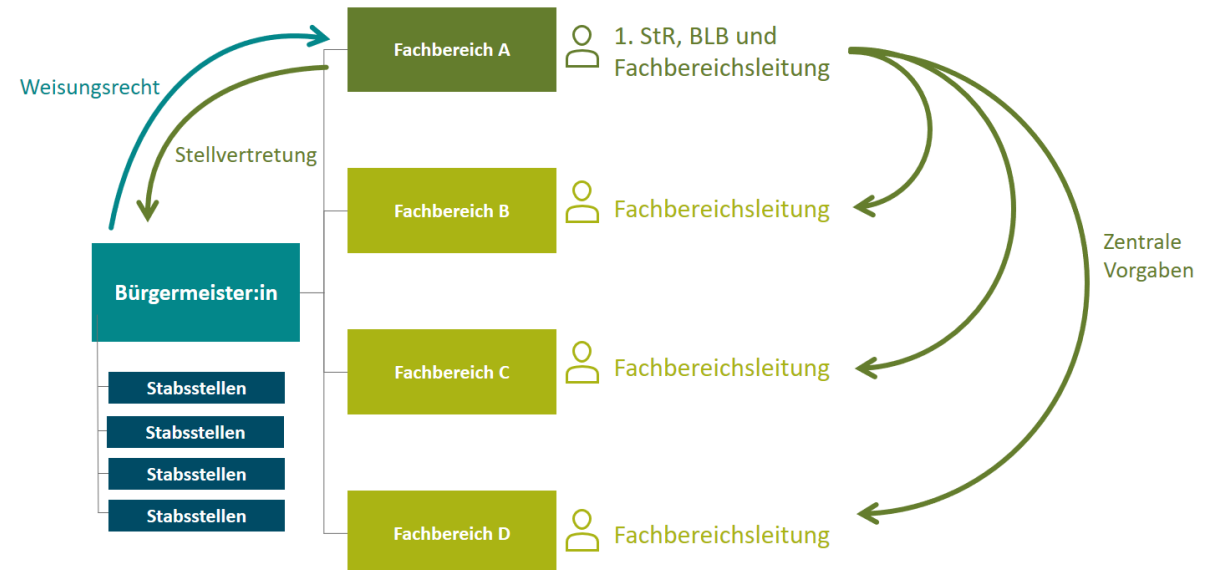 Weisungsrecht
Stellvertretung
Bürgermeister:in
Stabsstellen
Stabsstellen
Stabsstellen
Stabsstellen
Fachbereich A
1. StR, BLB und
Fachbereichsleitung
Fachbereich B
Fachbereichsleitung
Fachbereich C
Fachbereichsleitung
Fachbereich D
Fachbereichsleitung
Zentrale
Vorgaben